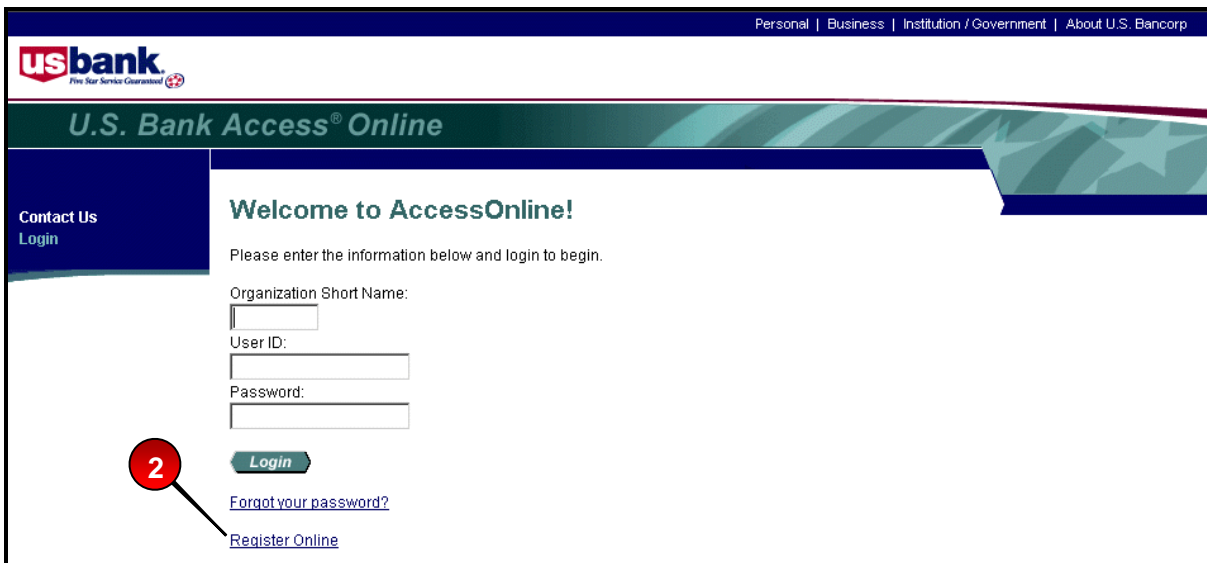 Personal | Business | Institution / Government | About U.S. Bancorp
usbank.
Five Star Service Guaranteed
U.S. Bank Access® Online
Contact Us
Login
Welcome to AccessOnline!
Please enter the information below and login to begin.
Organization Short Name:
User ID:
Password:
Login
2
Forgot your password?
Register Online